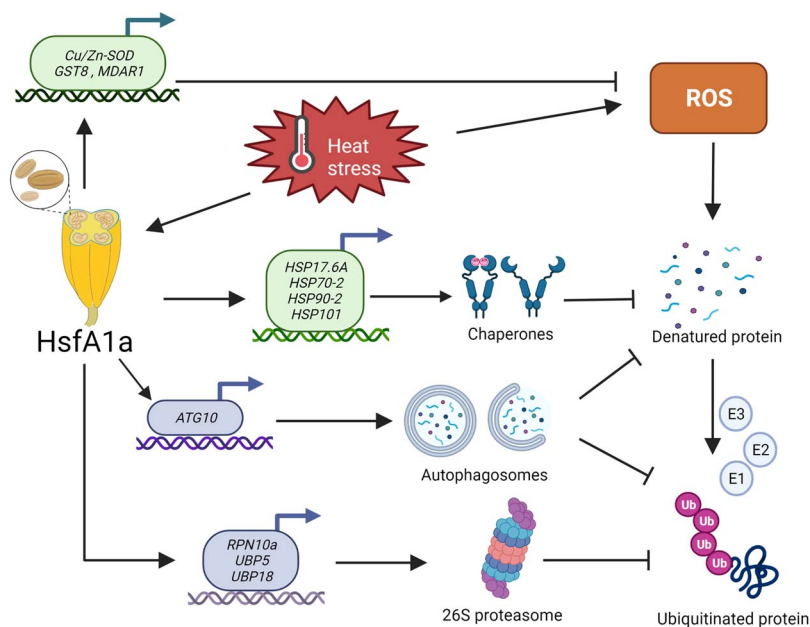 Cu/Zn-SOD
GST8 , MDAR1
ROS
Heat
stress
HSP17.6A
HSP70-2
HSP90-2
HSP101
Chaperones
Denatured protein
HsfA1a
ATG10
Autophagosomes
E3
E2
E1
Ub
Ub
Ub
Ub
RPN10a
UBP5
UBP18
26S proteasome
Ubiquitinated protein